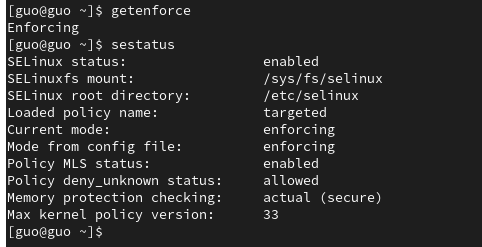 [guo@guo ~]$ getenforce
Enforcing
[guo@guo ~]$ sestatus
SELinux status:                 enabled
SELinuxfs mount:                /sys/fs/selinux
SELinux root directory:         /etc/selinux
Loaded policy name:             targeted
Current mode:                   enforcing
Mode from config file:          enforcing
Policy MLS status:              enabled
Policy deny_unknown status:     allowed
Memory protection checking:     actual (secure)
Max kernel policy version:      33
[guo@guo ~]$